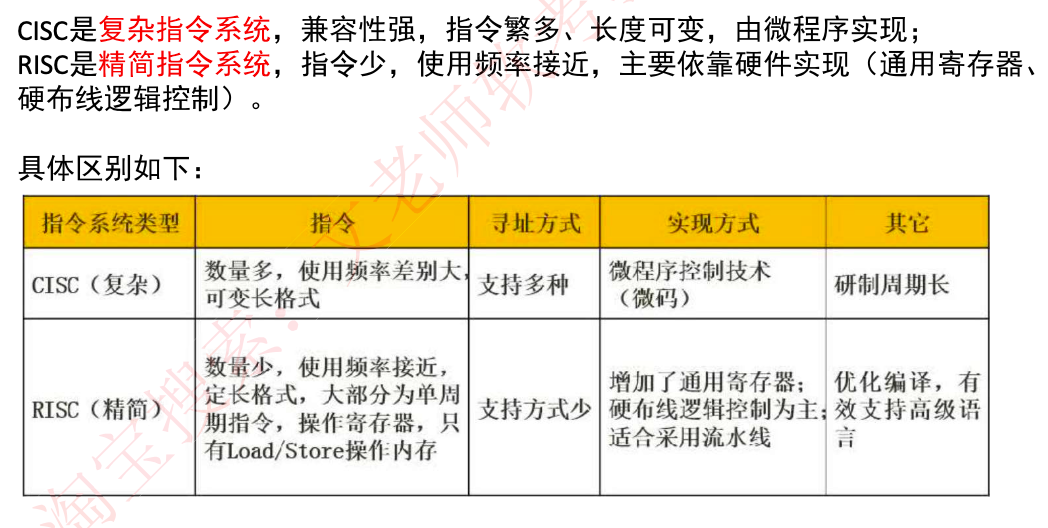 CISC是复杂指令系统，兼容性强，指令繁多、长度可变，由微程序实现；
RISC是精简指令系统，指令少，使用频率接近，主要依靠硬件实现（通用寄存器、
硬布线逻辑控制）。
具体区别如下：
指令系统类型 指令 寻址方式 实现方式 其它
CISC（复杂） 数量多，使用频率差别大，
可变长格式
支持多种
微程序控制技术
（微码）
研制周期长
RISC（精简）
数量少，使用频率接近，
定长格式，大部分为单周
期指令，操作寄存器，只
有Load/Store操作内存
支持方式少
增加了通用寄存器；
硬布线逻辑控制为主；
适合采用流水线
优化编译，有
效支持高级语
言
淘宝搜索：文老师软考